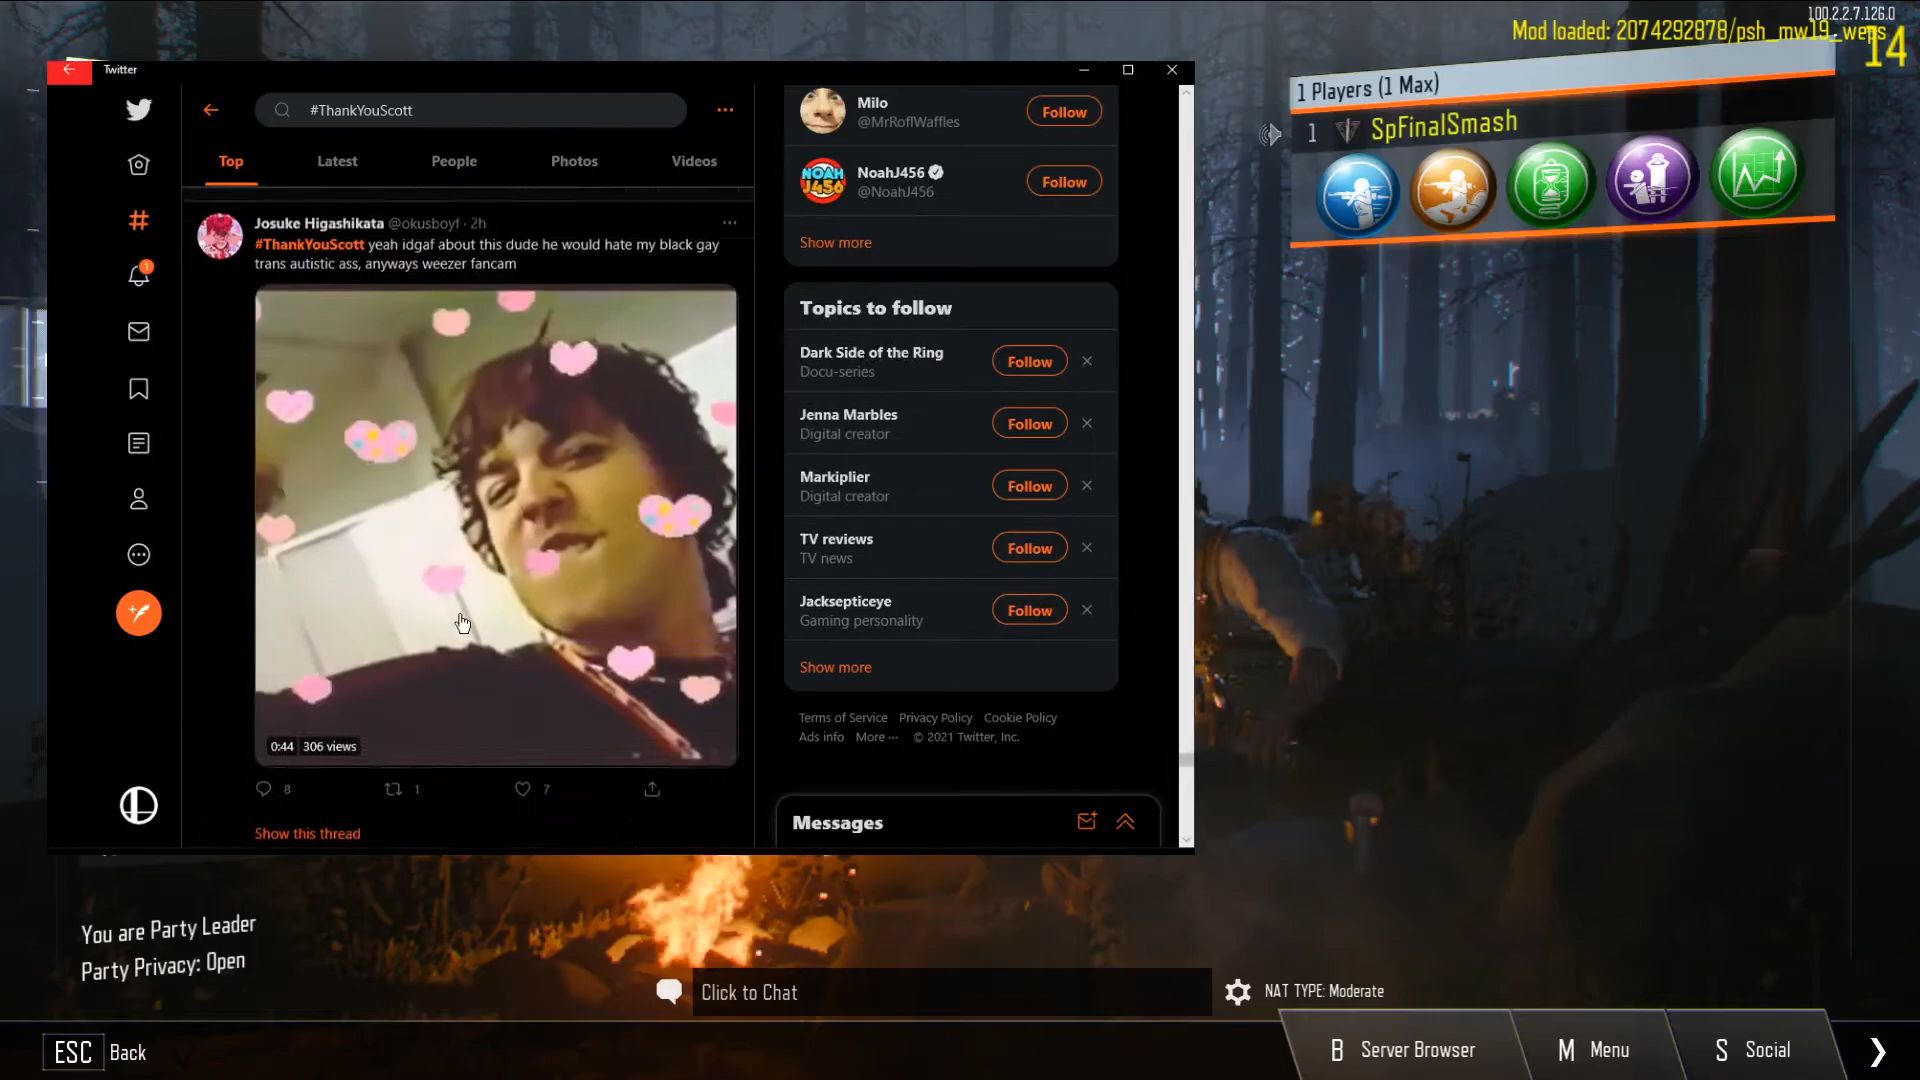 100.2.2.7.126.0
Mod loaded: 2074292878/psh_mw19_weps
14
Twitter
#ThankYouScott
Top
Latest
People
Photos
Videos
Josuke Higashikata @okusboyf · 2h
#ThankYouScott yeah idgaf about this dude he would hate my black gay
trans autistic ass, anyways weezer fancam
0:44
306 views
8
1
7
Show this thread
1
Milo
@MrRoflWaffles
Follow
NOAH
J456
NoahJ456
@NoahJ456
Follow
Show more
Topics to follow
Dark Side of the Ring
Docu-series
Follow
Jenna Marbles
Digital creator
Follow
Markiplier
Digital creator
Follow
TV reviews
TV news
Follow
Jacksepticeye
Gaming personality
Follow
Show more
Terms of Service Privacy Policy Cookie Policy
Ads info More ··· © 2021 Twitter, Inc.
Messages
1 Players (1 Max)
1 SpFinalSmash
You are Party Leader
Party Privacy: Open
Click to Chat
NAT TYPE: Moderate
ESC Back
B Server Browser
M Menu
S Social